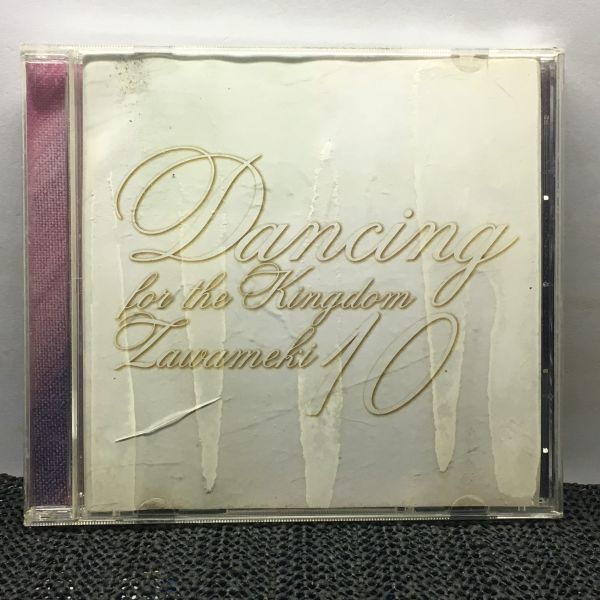 Dancing
for the Kingdom
Zawameki 10